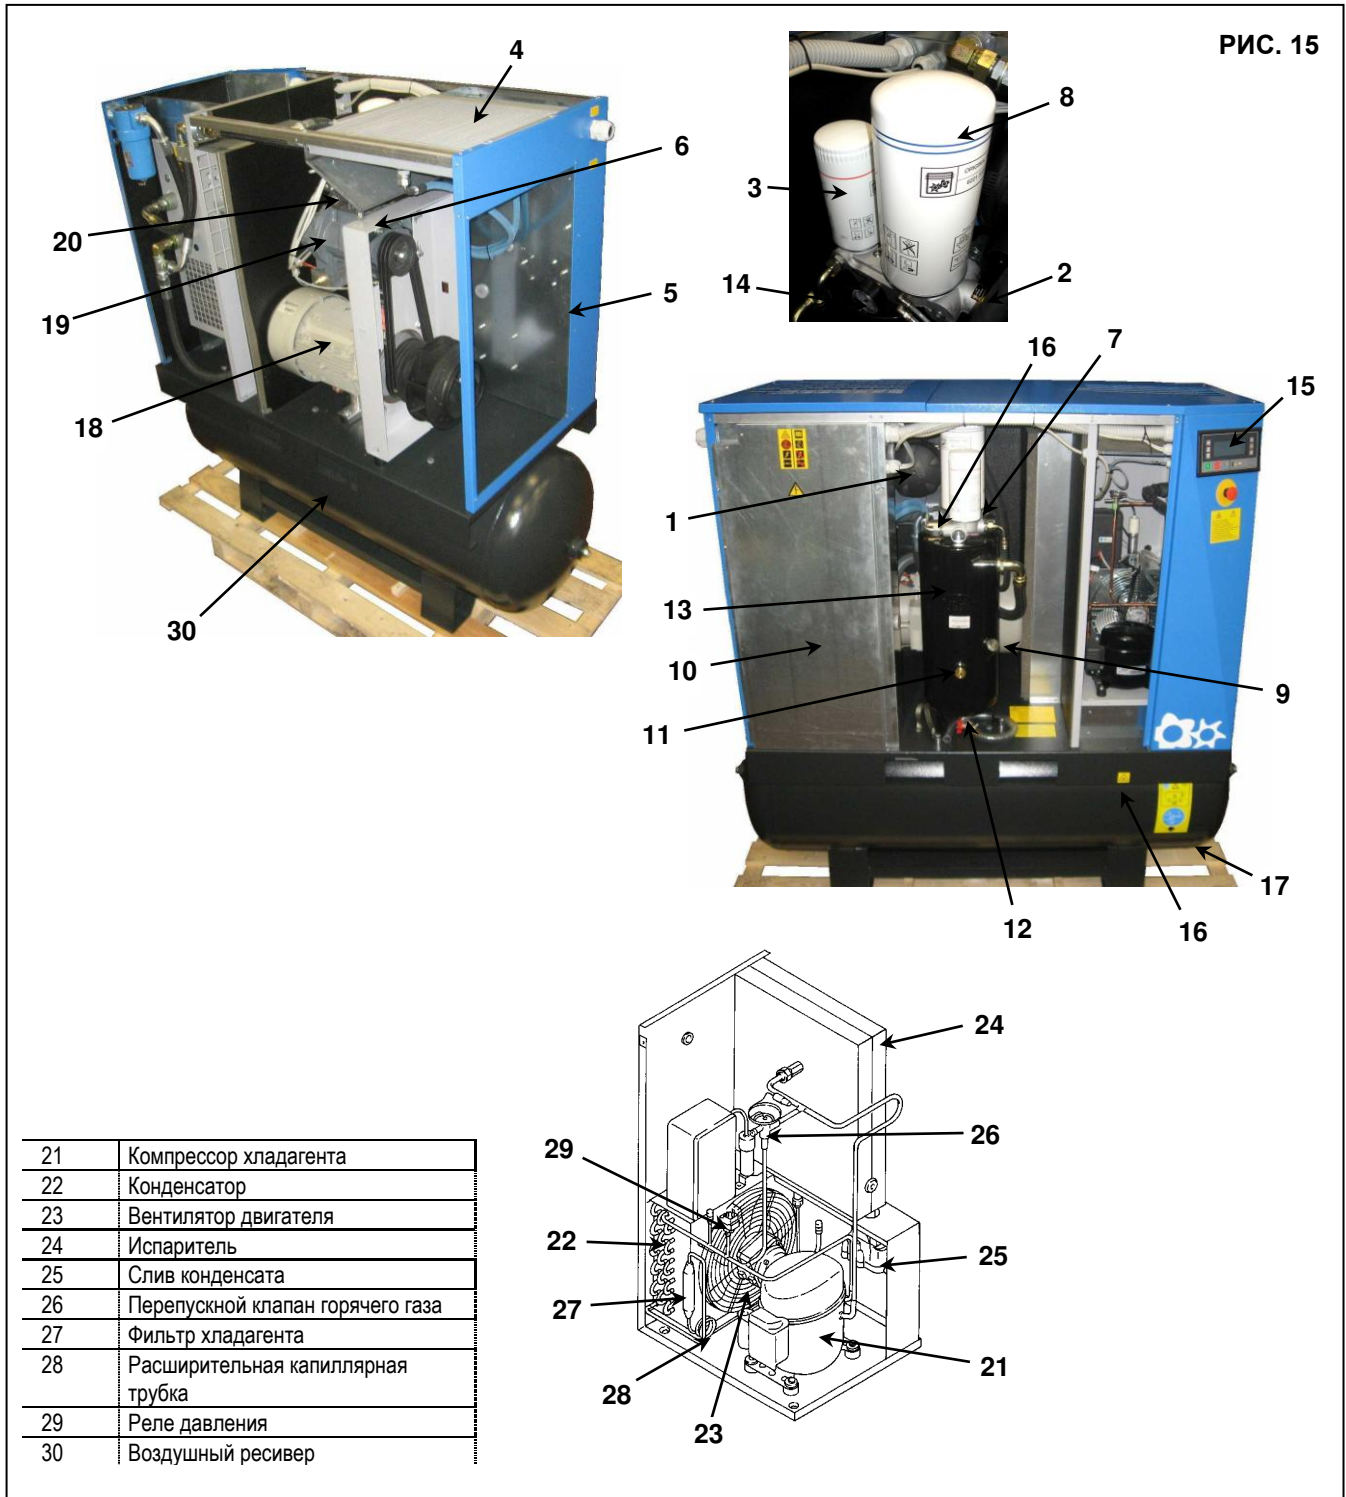 РИС. 15
4
6
20
19
5
18
30
8
3
14
2
16
7
15
1
13
10
9
11
12
17
16
24
26
29
22
25
27
28
21
23
21 Компрессор хладагента
22 Конденсатор
23 Вентилятор двигателя
24 Испаритель
25 Слив конденсата
26 Перепускной клапан горячего газа
27 Фильтр хладагента
28 Расширительная капиллярная
трубка
29 Реле давления
30 Воздушный ресивер